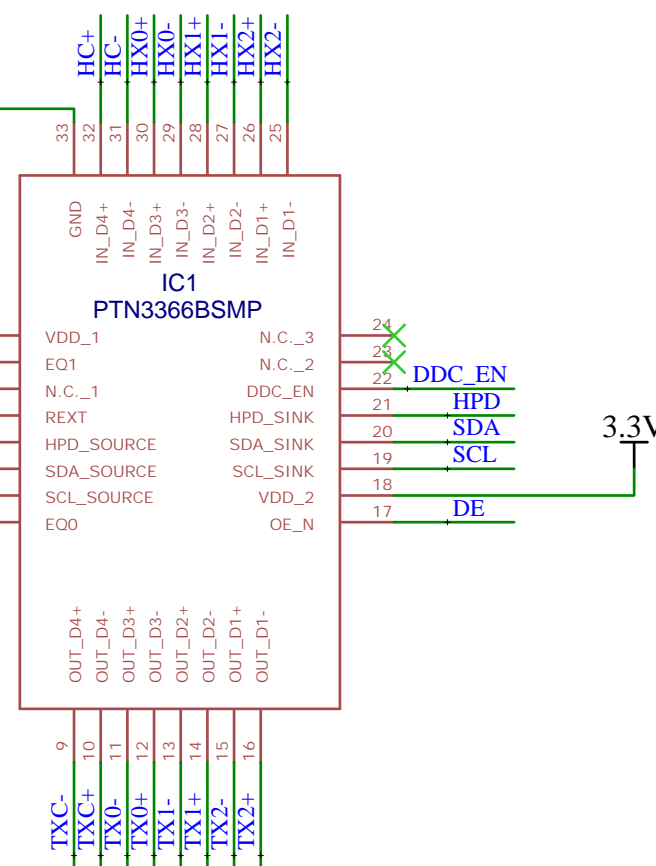 HC+
HC-
HX0+
HX0-
HX1+
HX1-
HX2+
HX2-
33
32
31
30
29
28
27
26
25
GND
IN_D4+
IN_D4-
IN_D3+
IN_D3-
IN_D2+
IN_D2-
IN_D1+
IN_D1-
IC1
PTN3366BSMP
VDD_1
EQ1
N.C._1
REXT
HPD_SOURCE
SDA_SOURCE
SCL_SOURCE
EQ0
N.C._3
N.C._2
DDC_EN
HPD_SINK
SDA_SINK
SCL_SINK
VDD_2
OE_N
24
23
22
21
20
19
18
17
DDC_EN
HPD
SDA
SCL
DE
3.3V
OUT_D4+
OUT_D4-
OUT_D3+
OUT_D3-
OUT_D2+
OUT_D2-
OUT_D1+
OUT_D1-
9
10
11
12
13
14
15
16
TXC-
TXC+
TX0-
TX0+
TX1-
TX1+
TX2-
TX2+